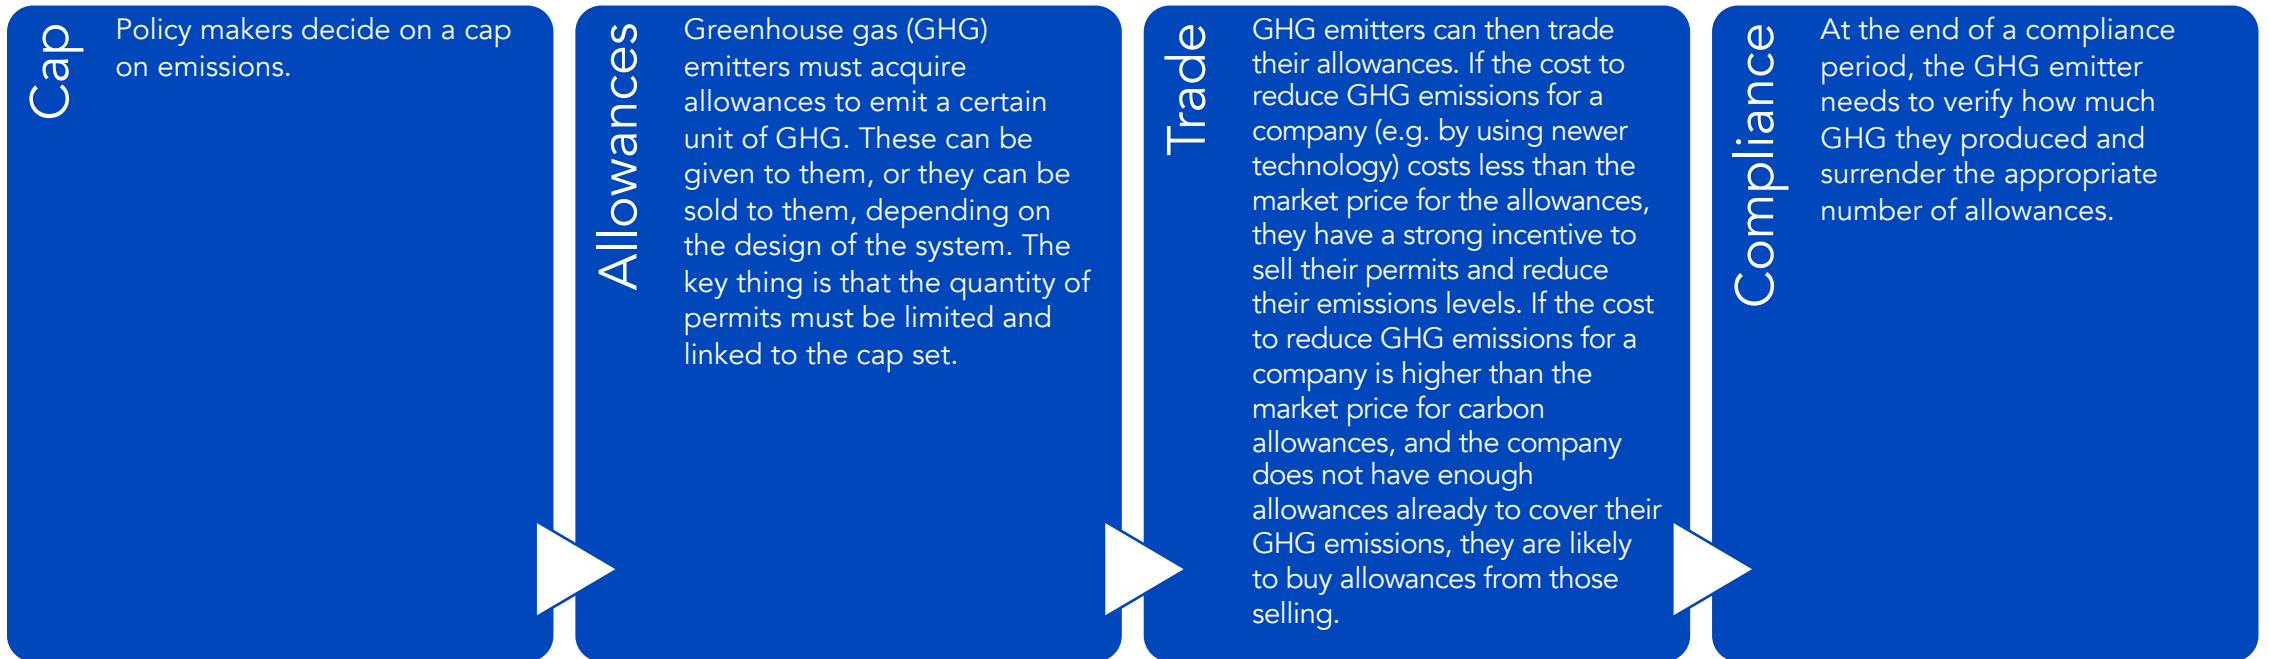 Cap
Policy makers decide on a cap
on emissions.
Allowances
Greenhouse gas (GHG)
emitters must acquire
allowances to emit a certain
unit of GHG. These can be
given to them, or they can be
sold to them, depending on
the design of the system. The
key thing is that the quantity of
permits must be limited and
linked to the cap set.
Trade
GHG emitters can then trade
their allowances. If the cost to
reduce GHG emissions for a
company (e.g. by using newer
technology) costs less than the
market price for the allowances,
they have a strong incentive to
sell their permits and reduce
their emissions levels. If the cost
to reduce GHG emissions for a
company is higher than the
market price for carbon
allowances, and the company
does not have enough
allowances already to cover their
GHG emissions, they are likely
to buy allowances from those
selling.
Compliance
At the end of a compliance
period, the GHG emitter
needs to verify how much
GHG they produced and
surrender the appropriate
number of allowances.